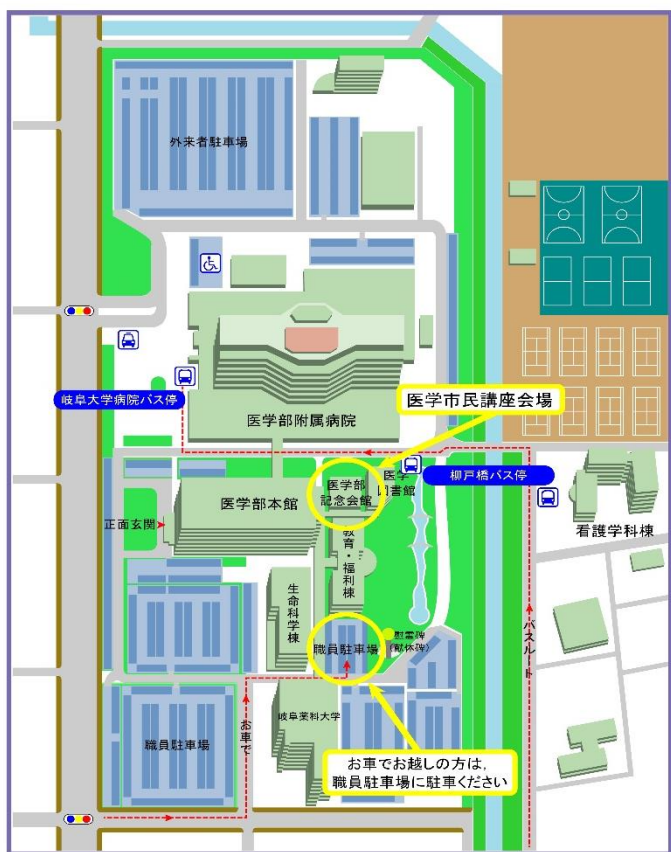 外来者駐車場
岐阜大学病院バス停
医学部附属病院
医学市民講座会場
医学部
記念会館
医学
図書館
柳戸橋バス停
看護学科棟
正面玄関
医学部本館
教育・福利棟
生命科学棟
職員駐車場
慰霊碑
(献体碑)
バスルート
お車で
職員駐車場
岐阜薬科大学
お車でお越しの方は,
職員駐車場に駐車ください